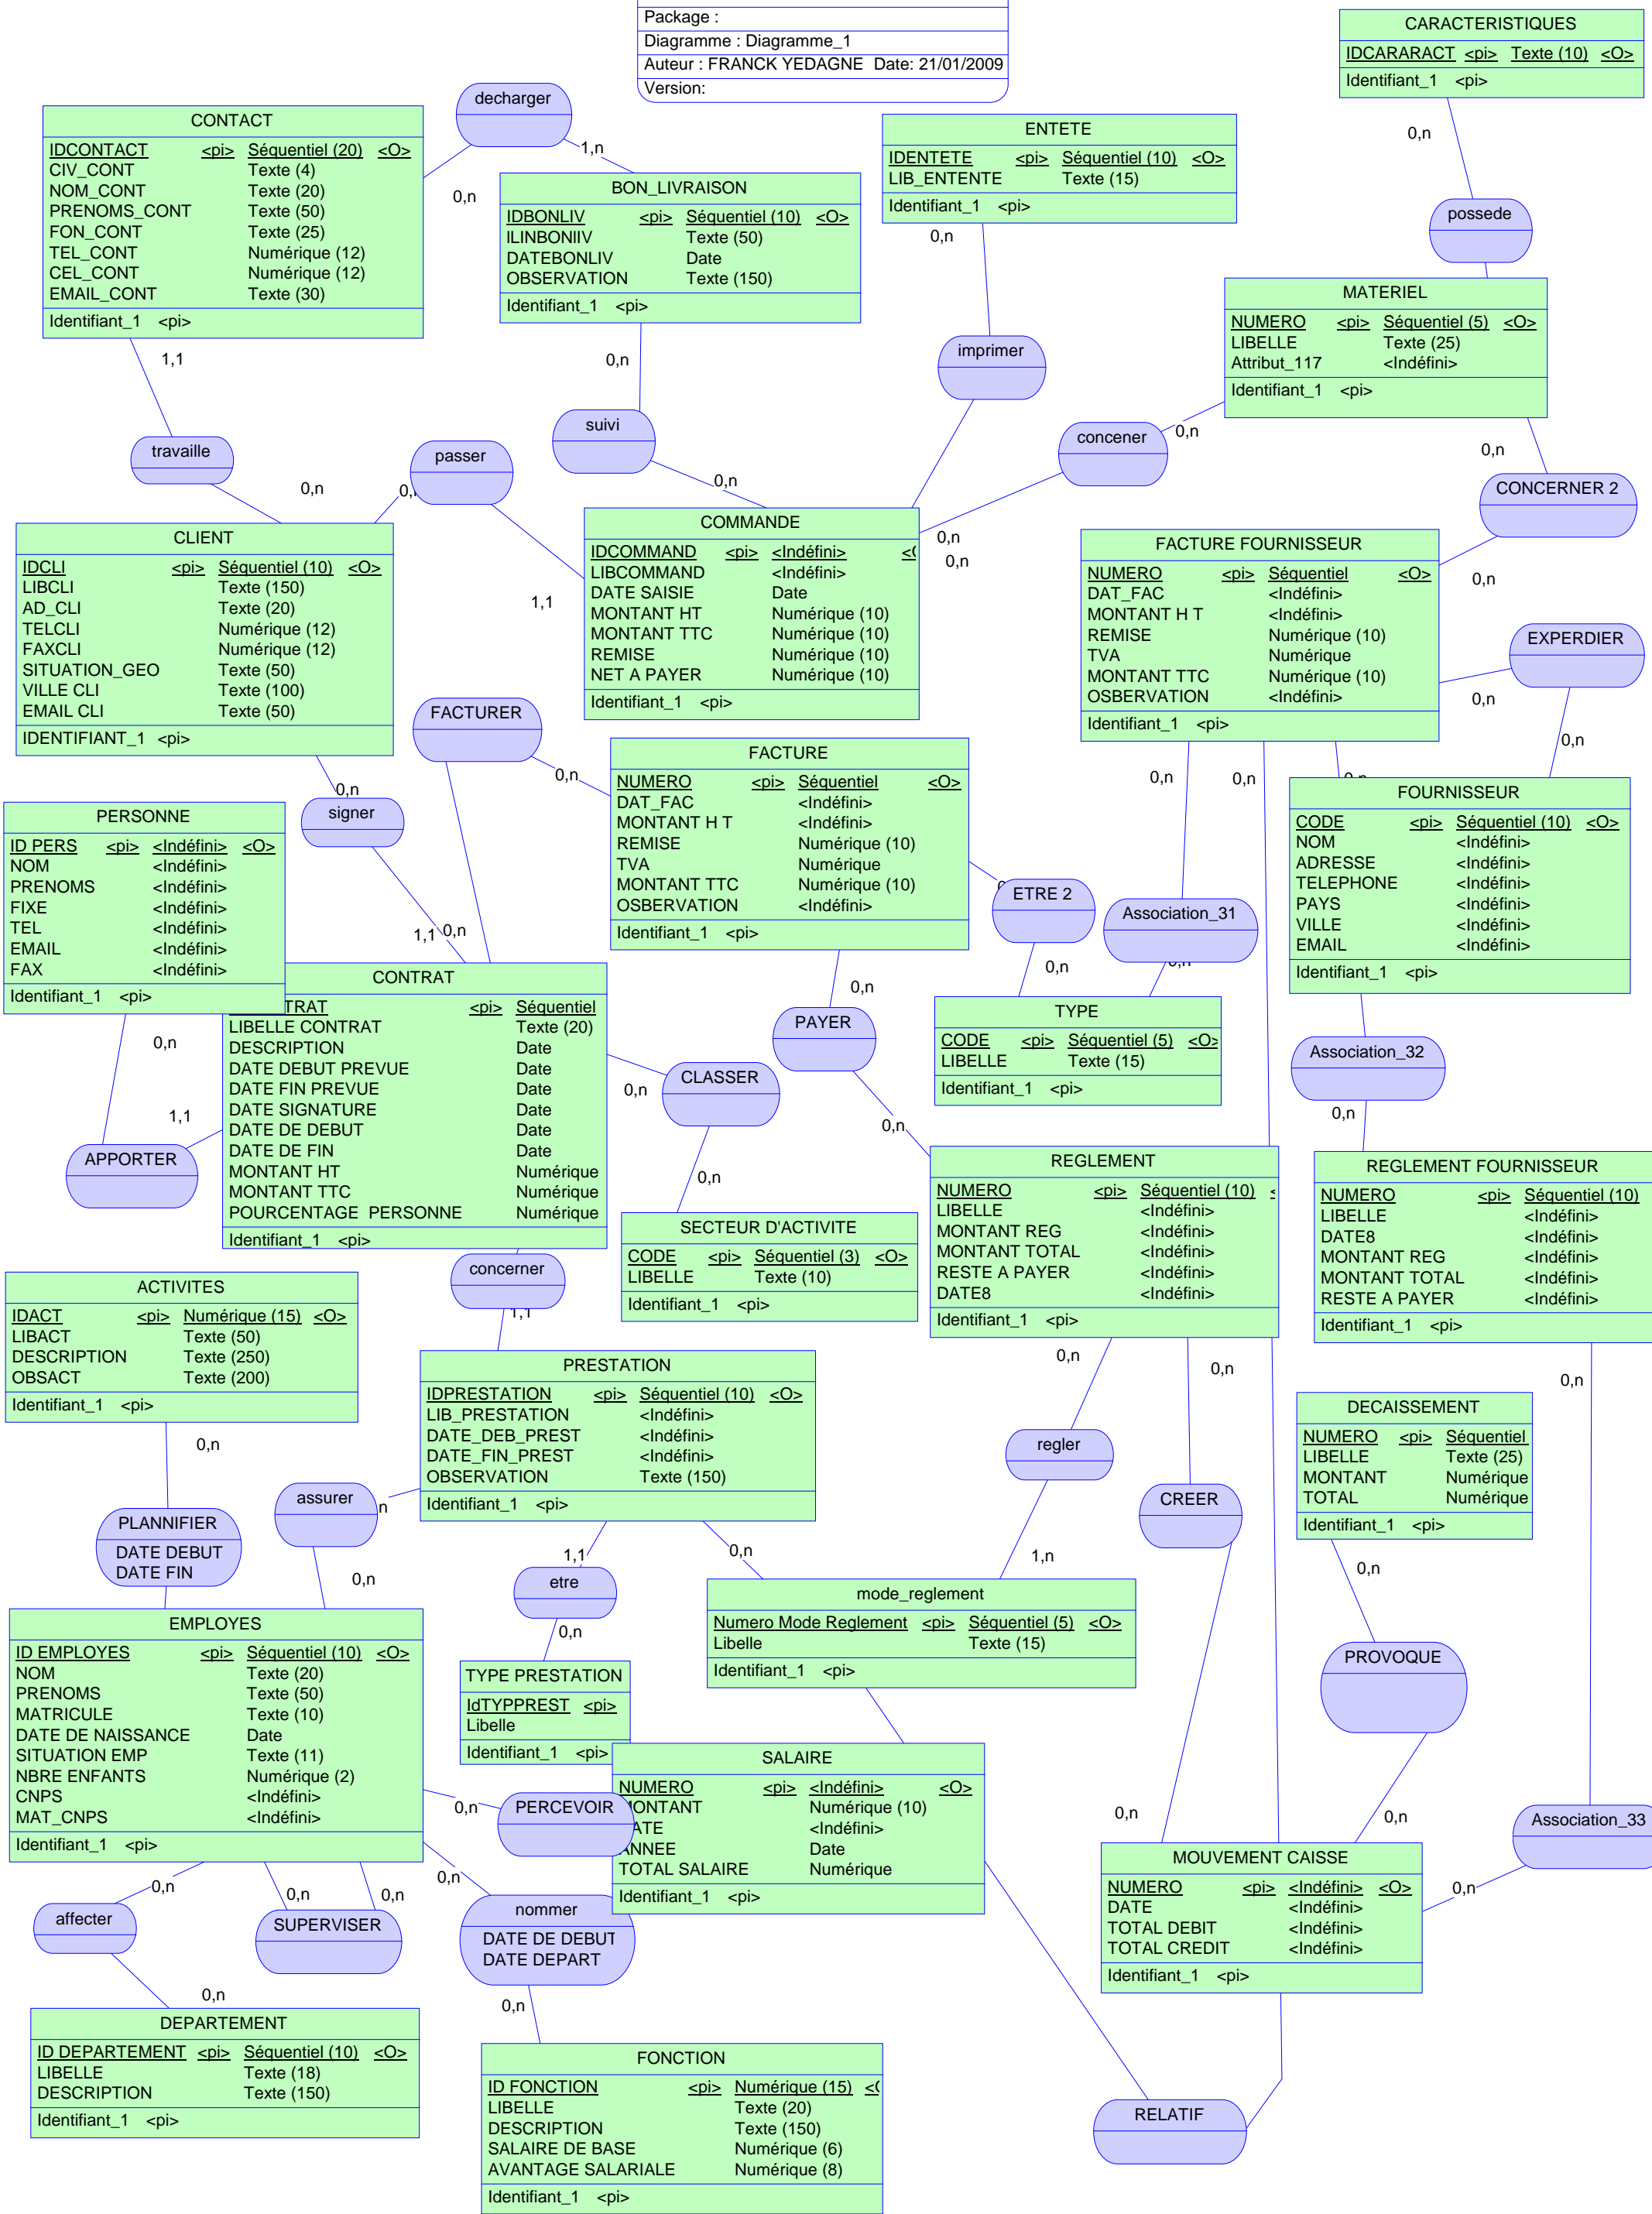 Package :
Diagramme : Diagramme_1
Auteur : FRANCK YEDAGNE Date: 21/01/2009
Version:
CARACTERISTIQUES
IDCARARACT <pi> Texte (10) <O>
Identifiant_1 <pi>
0,n
possede
decharger
1,n
0,n
CONTACT
IDCONTACT <pi> Séquentiel (20) <O>
CIV_CONT Texte (4)
NOM_CONT Texte (20)
PRENOMS_CONT Texte (50)
FON_CONT Texte (25)
TEL_CONT Numérique (12)
CEL_CONT Numérique (12)
EMAIL_CONT Texte (30)
Identifiant_1 <pi>
1,1
BON_LIVRAISON
IDBONLIV <pi> Séquentiel (10) <O>
ILINBONIIV Texte (50)
DATEBONLIV Date
OBSERVATION Texte (150)
Identifiant_1 <pi>
0,n
ENTETE
IDENTETE <pi> Séquentiel (10) <O>
LIB_ENTENTE Texte (15)
Identifiant_1 <pi>
0,n
imprimer
MATERIEL
NUMERO <pi> Séquentiel (5) <O>
LIBELLE Texte (25)
Attribut_117 <Indéfini>
Identifiant_1 <pi>
travaille
0,n
passer
0,
suivi
0,n
concener
0,n
0,n
0,n
0,n
CONCERNER 2
0,n
CLIENT
IDCLI <pi> Séquentiel (10) <O>
LIBCLI Texte (150)
AD_CLI Texte (20)
TELCLI Numérique (12)
FAXCLI Numérique (12)
SITUATION_GEO Texte (50)
VILLE CLI Texte (100)
EMAIL CLI Texte (50)
IDENTIFIANT_1 <pi>
1,1
COMMANDE
IDCOMMAND <pi> <Indéfini>
LIBCOMMAND <Indéfini>
DATE SAISIE Date
MONTANT HT Numérique (10)
MONTANT TTC Numérique (10)
REMISE Numérique (10)
NET A PAYER Numérique (10)
Identifiant_1 <pi>
FACTURE FOURNISSEUR
NUMERO <pi> Séquentiel <O>
DAT_FAC <Indéfini>
MONTANT H T <Indéfini>
REMISE Numérique (10)
TVA Numérique
MONTANT TTC Numérique (10)
OSBERVATION <Indéfini>
Identifiant_1 <pi>
EXPERDIER
0,n
0,n
0,n
0,n
FACTURER
0,n
0,n
signer
1,1
0,n
FACTURE
NUMERO <pi> Séquentiel <O>
DAT_FAC <Indéfini>
MONTANT H T <Indéfini>
REMISE Numérique (10)
TVA Numérique
MONTANT TTC Numérique (10)
OSBERVATION <Indéfini>
Identifiant_1 <pi>
FOURNISSEUR
CODE <pi> Séquentiel (10) <O>
NOM <Indéfini>
ADRESSE <Indéfini>
TELEPHONE <Indéfini>
PAYS <Indéfini>
VILLE <Indéfini>
EMAIL <Indéfini>
Identifiant_1 <pi>
PERSONNE
ID PERS <pi> <Indéfini> <O>
NOM <Indéfini>
PRENOMS <Indéfini>
FIXE <Indéfini>
TEL <Indéfini>
EMAIL <Indéfini>
FAX <Indéfini>
Identifiant_1 <pi>
0,n
1,1
APPORTER
ETRE 2
0,n
Association_31
0,n
CONTRAT
TRAT <pi> Séquentiel
LIBELLE CONTRAT Texte (20)
DESCRIPTION Date
DATE DEBUT PREVUE Date
DATE FIN PREVUE Date
DATE SIGNATURE Date
DATE DE DEBUT Date
DATE DE FIN Date
MONTANT HT Numérique
MONTANT TTC Numérique
POURCENTAGE PERSONNE Numérique
Identifiant_1 <pi>
0,n
PAYER
0,n
TYPE
CODE <pi> Séquentiel (5) <O>
LIBELLE Texte (15)
Identifiant_1 <pi>
Association_32
0,n
0,n
CLASSER
0,n
SECTEUR D'ACTIVITE
CODE <pi> Séquentiel (3) <O>
LIBELLE Texte (10)
Identifiant_1 <pi>
REGLEMENT
NUMERO <pi> Séquentiel (10)
LIBELLE <Indéfini>
MONTANT REG <Indéfini>
MONTANT TOTAL <Indéfini>
RESTE A PAYER <Indéfini>
DATE8 <Indéfini>
Identifiant_1 <pi>
0,n
0,n
REGLEMENT FOURNISSEUR
NUMERO <pi> Séquentiel (10)
LIBELLE <Indéfini>
DATE8 <Indéfini>
MONTANT REG <Indéfini>
MONTANT TOTAL <Indéfini>
RESTE A PAYER <Indéfini>
Identifiant_1 <pi>
0,n
concerner
1,1
ACTIVITES
IDACT <pi> Numérique (15) <O>
LIBACT Texte (50)
DESCRIPTION Texte (250)
OBSACT Texte (200)
Identifiant_1 <pi>
0,n
PRESTATION
IDPRESTATION <pi> Séquentiel (10) <O>
LIB_PRESTATION <Indéfini>
DATE_DEB_PREST <Indéfini>
DATE_FIN_PREST <Indéfini>
OBSERVATION Texte (150)
Identifiant_1 <pi>
DECAISSEMENT
NUMERO <pi> Séquentiel
LIBELLE Texte (25)
MONTANT Numérique
TOTAL Numérique
Identifiant_1 <pi>
0,n
regler
1,n
CREER
PLANNIFIER
DATE DEBUT
DATE FIN
assurer
n
0,n
1,1
etre
0,n
0,n
mode_reglement
Numero Mode Reglement <pi> Séquentiel (5) <O>
Libelle Texte (15)
Identifiant_1 <pi>
PROVOQUE
0,n
EMPLOYES
ID EMPLOYES <pi> Séquentiel (10) <O>
NOM Texte (20)
PRENOMS Texte (50)
MATRICULE Texte (10)
DATE DE NAISSANCE Date
SITUATION EMP Texte (11)
NBRE ENFANTS Numérique (2)
CNPS <Indéfini>
MAT_CNPS <Indéfini>
Identifiant_1 <pi>
TYPE PRESTATION
IdTYPPREST <pi>
Libelle
Identifiant_1 <pi>
SALAIRE
NUMERO <pi> <Indéfini> <O>
MONTANT Numérique (10)
ATE <Indéfini>
ANNEE Date
TOTAL SALAIRE Numérique
Identifiant_1 <pi>
0,n
PERCEVOIR
0,n
Association_33
0,n
MOUVEMENT CAISSE
NUMERO <pi> <Indéfini> <O>
DATE <Indéfini>
TOTAL DEBIT <Indéfini>
TOTAL CREDIT <Indéfini>
Identifiant_1 <pi>
0,n
0,n
0,n
0,n
affecter
SUPERVISER
nommer
DATE DE DEBUT
DATE DEPART
0,n
0,n
DEPARTEMENT
ID DEPARTEMENT <pi> Séquentiel (10) <O>
LIBELLE Texte (18)
DESCRIPTION Texte (150)
Identifiant_1 <pi>
FONCTION
ID FONCTION <pi> Numérique (15)
LIBELLE Texte (20)
DESCRIPTION Texte (150)
SALAIRE DE BASE Numérique (6)
AVANTAGE SALARIALE Numérique (8)
Identifiant_1 <pi>
RELATIF